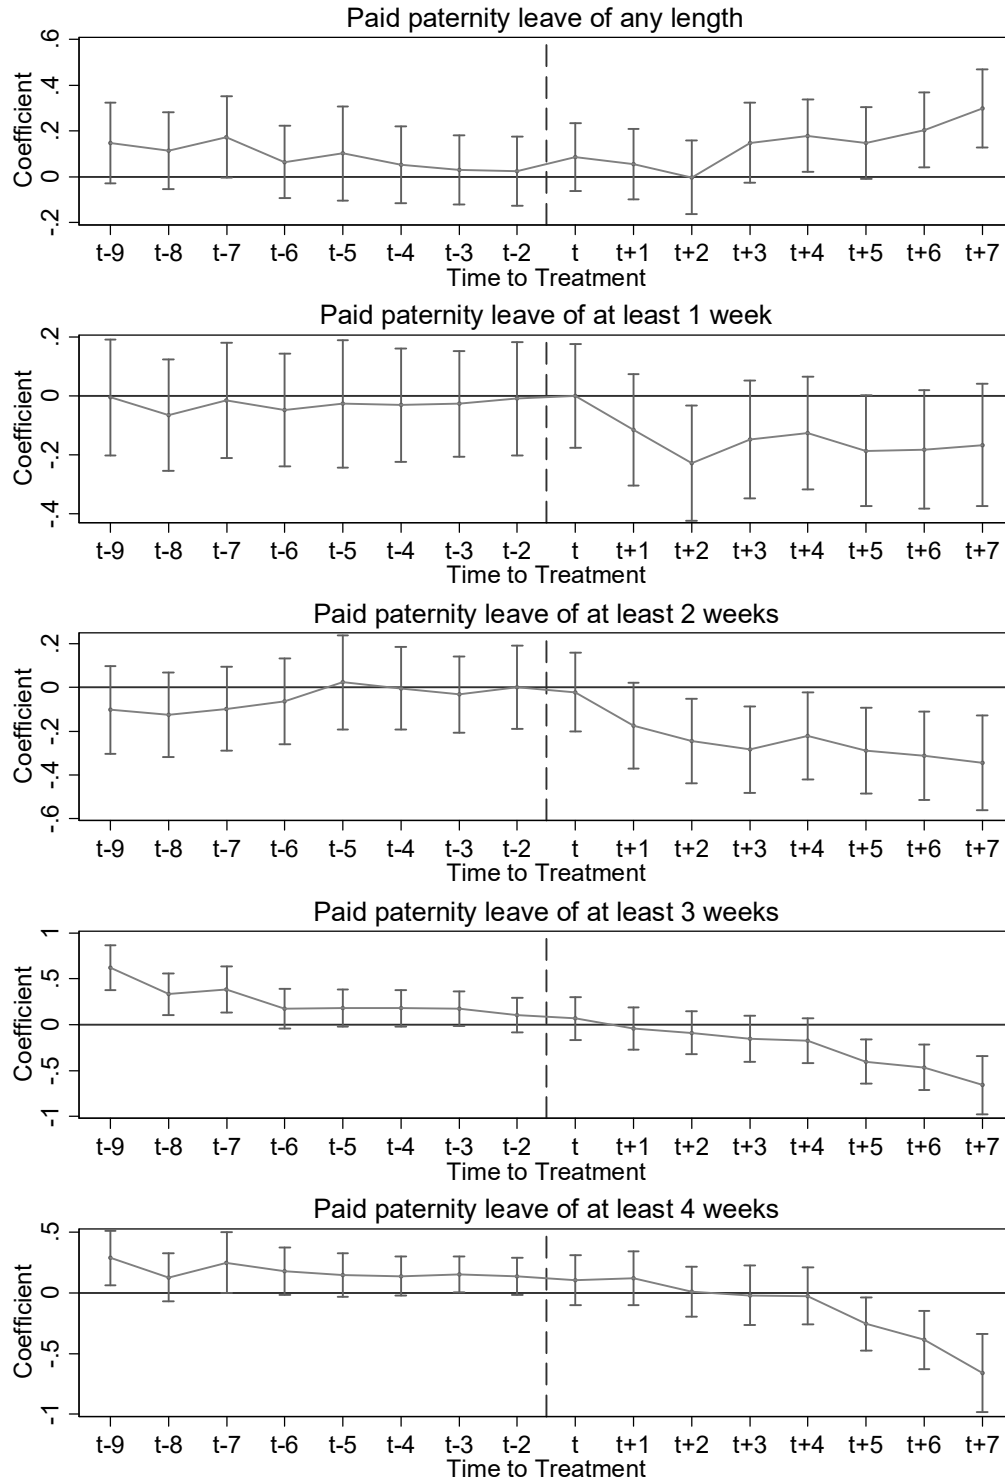 Paid paternity leave of any length
Coefficient
.6
.4
.2
0
-.2
t-9 t-8 t-7 t-6 t-5 t-4 t-3 t-2 t t+1 t+2 t+3 t+4 t+5 t+6 t+7
Time to Treatment
Paid paternity leave of at least 1 week
Coefficient
.2
0
-.2
-.4
t-9 t-8 t-7 t-6 t-5 t-4 t-3 t-2 t t+1 t+2 t+3 t+4 t+5 t+6 t+7
Time to Treatment
Paid paternity leave of at least 2 weeks
Coefficient
.2
0
-.2
-.4
-.6
t-9 t-8 t-7 t-6 t-5 t-4 t-3 t-2 t t+1 t+2 t+3 t+4 t+5 t+6 t+7
Time to Treatment
Paid paternity leave of at least 3 weeks
Coefficient
1
.5
0
-.5
-1
t-9 t-8 t-7 t-6 t-5 t-4 t-3 t-2 t t+1 t+2 t+3 t+4 t+5 t+6 t+7
Time to Treatment
Paid paternity leave of at least 4 weeks
Coefficient
.5
0
-.5
-1
t-9 t-8 t-7 t-6 t-5 t-4 t-3 t-2 t t+1 t+2 t+3 t+4 t+5 t+6 t+7
Time to Treatment